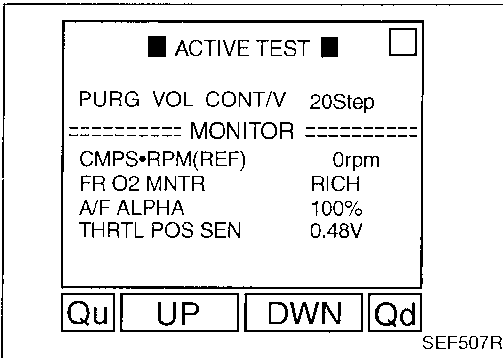 ■ ACTIVE TEST ■
PURG VOL CONT/V 20Step
========== MONITOR ==========
CMPS•RPM(REF) 0rpm
FR O2 MNTR RICH
A/F ALPHA 100%
THRTL POS SEN 0.48V
Qu UP DWN Qd
SEF507R